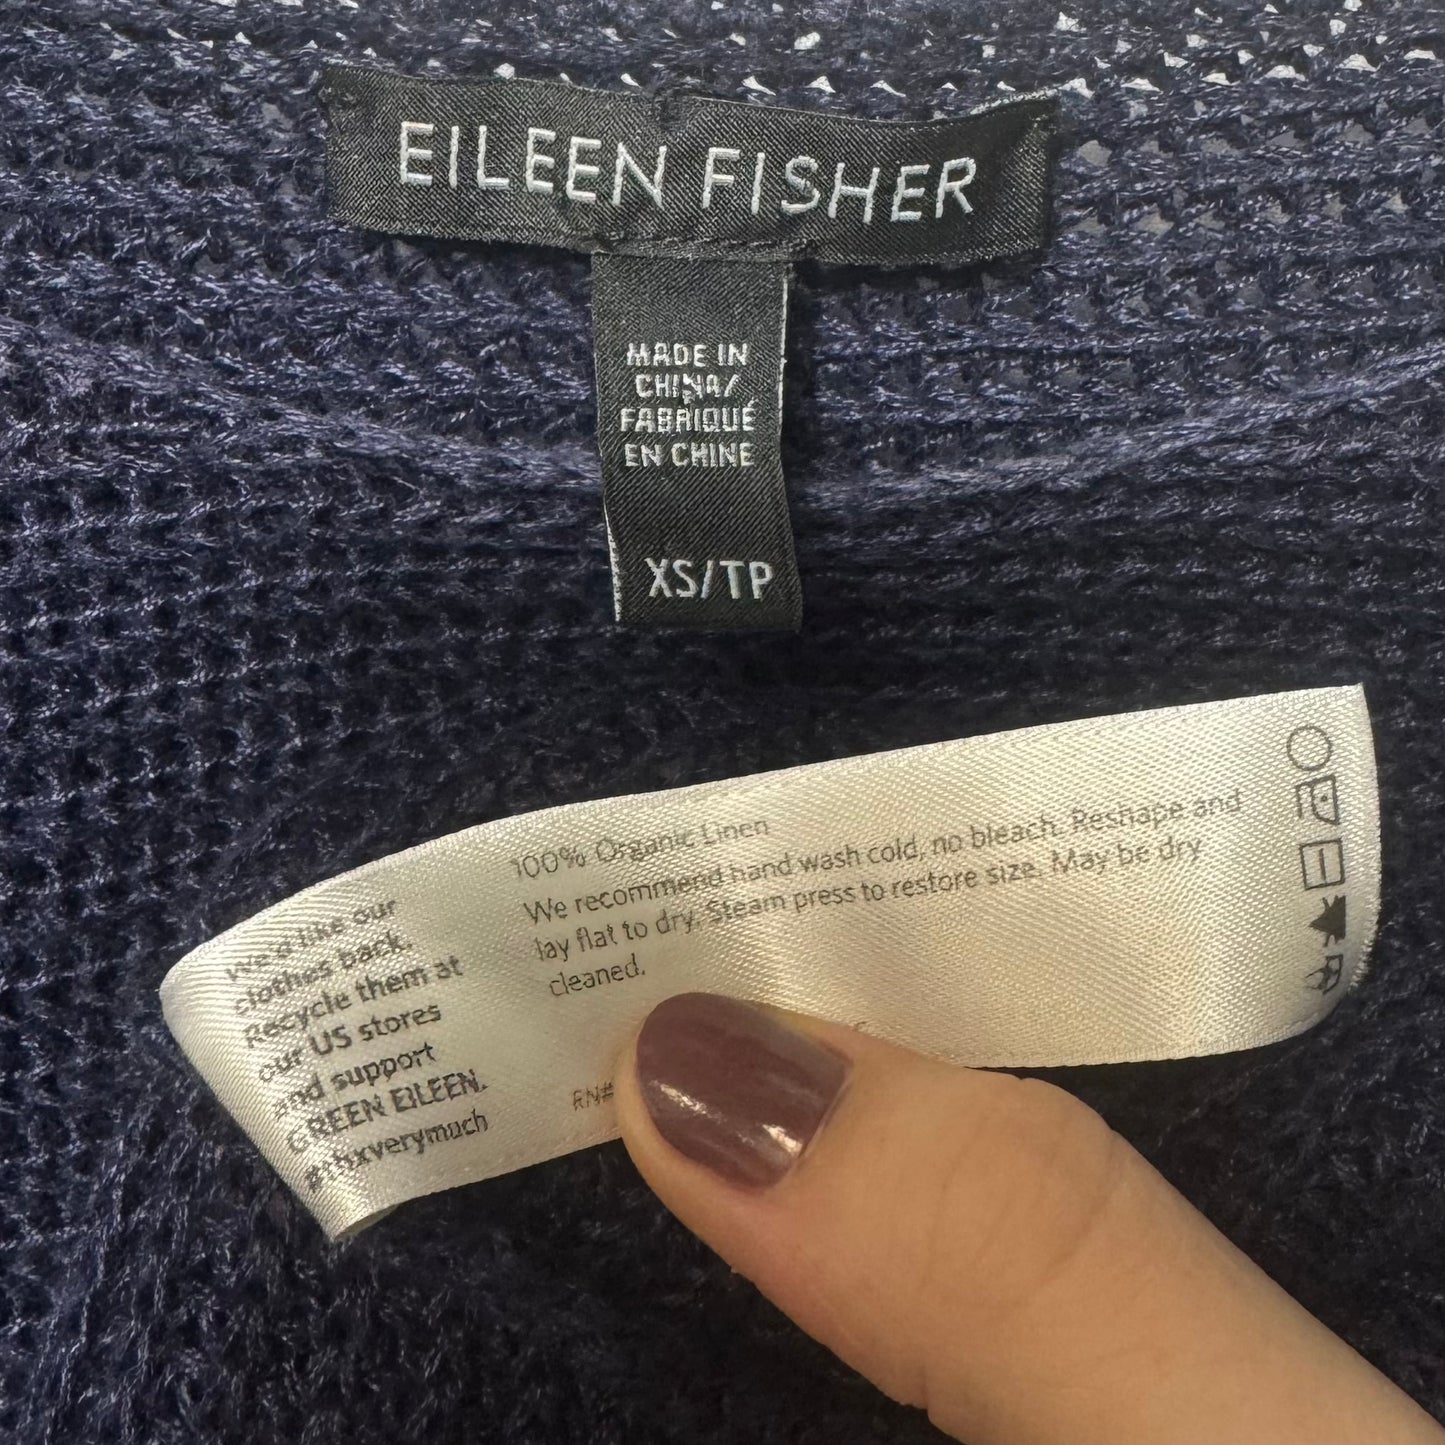 EILEEN FISHER
MADE IN
CHINA/
FABRIQUÉ
EN CHINE
XS/TP
We'd like our
clothes back.
Recycle them at
our US stores
and support
GREEN EILEEN.
#thxverymuch
100% Organic Linen
We recommend hand wash cold, no bleach. Reshape and
lay flat to dry. Steam press to restore size. May be dry
cleaned.
RN#